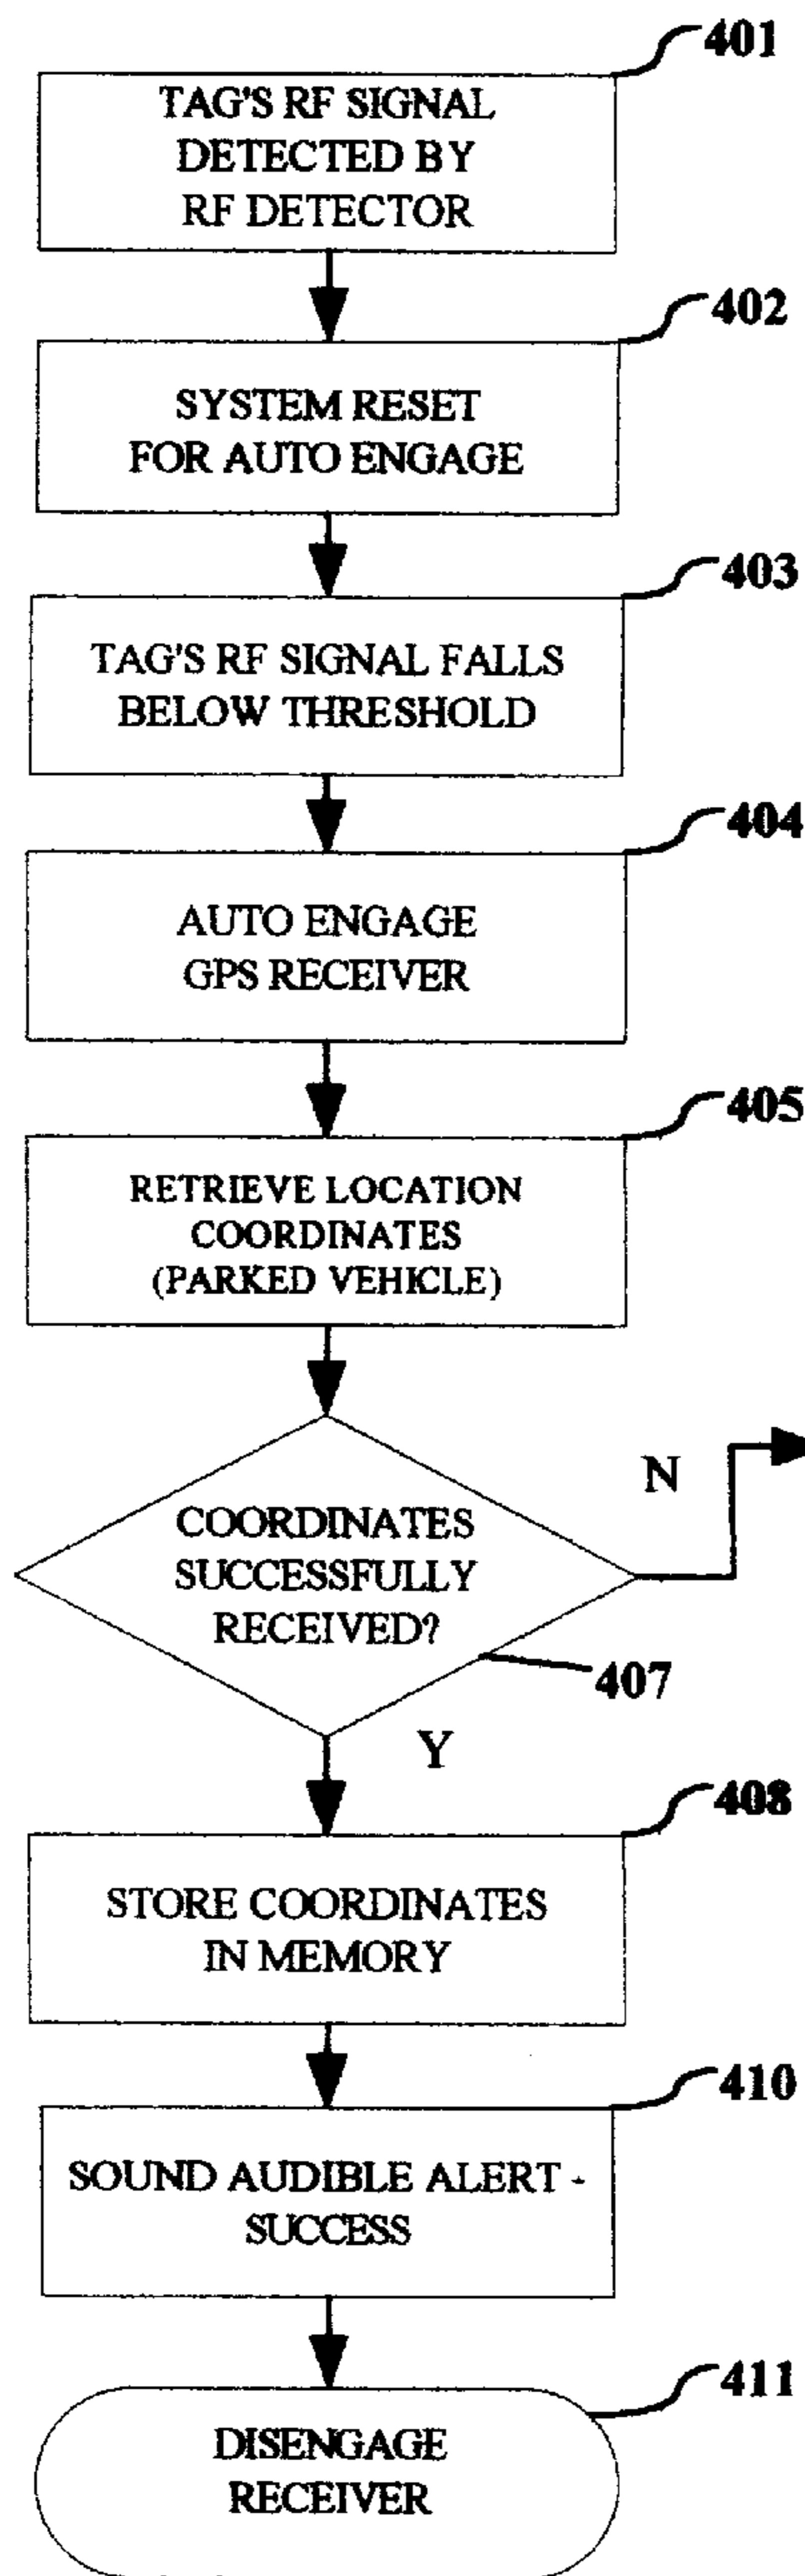 401
TAG'S RF SIGNAL
DETECTED BY
RF DETECTOR
402
SYSTEM RESET
FOR AUTO ENGAGE
403
TAG'S RF SIGNAL FALLS
BELOW THRESHOLD
404
AUTO ENGAGE
GPS RECEIVER
405
RETRIEVE LOCATION
COORDINATES
(PARKED VEHICLE)
N
COORDINATES
SUCCESSFULLY
RECEIVED?
407
Y
408
STORE COORDINATES
IN MEMORY
410
SOUND AUDIBLE ALERT -
SUCCESS
411
DISENGAGE
RECEIVER